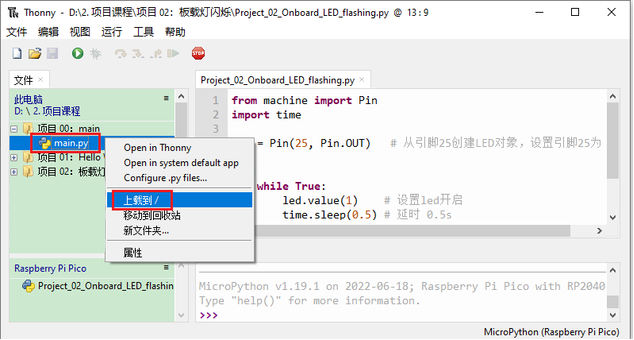 Thonny - D:\2. 项目课程\项目 02：板载灯闪烁\Project_02_Onboard_LED_flashing.py @ 13 : 9
文件 编辑 视图 运行 工具 帮助
文件
此电脑
D: \ 2. 项目课程
项目 00：main
main.py
项目 01：Hello
项目 02：板载灯
Open in Thonny
Open in system default app
Configure .py files...
上载到 /
移动到回收站
新文件夹...
属性
Project_02_Onboard_LED_flashing.py
1 from machine import Pin
2 import time
3
4 = Pin(25, Pin.OUT) # 从引脚25创建LED对象，设置引脚25为
while True:
led.value(1) # 设置led开启
time.sleep(0.5) # 延时 0.5s
Raspberry Pi Pico
Project_02_Onboard_LED_flashin
MicroPython v1.19.1 on 2022-06-18; Raspberry Pi Pico with RP2040
Type "help()" for more information.
>>>
MicroPython (Raspberry Pi Pico)